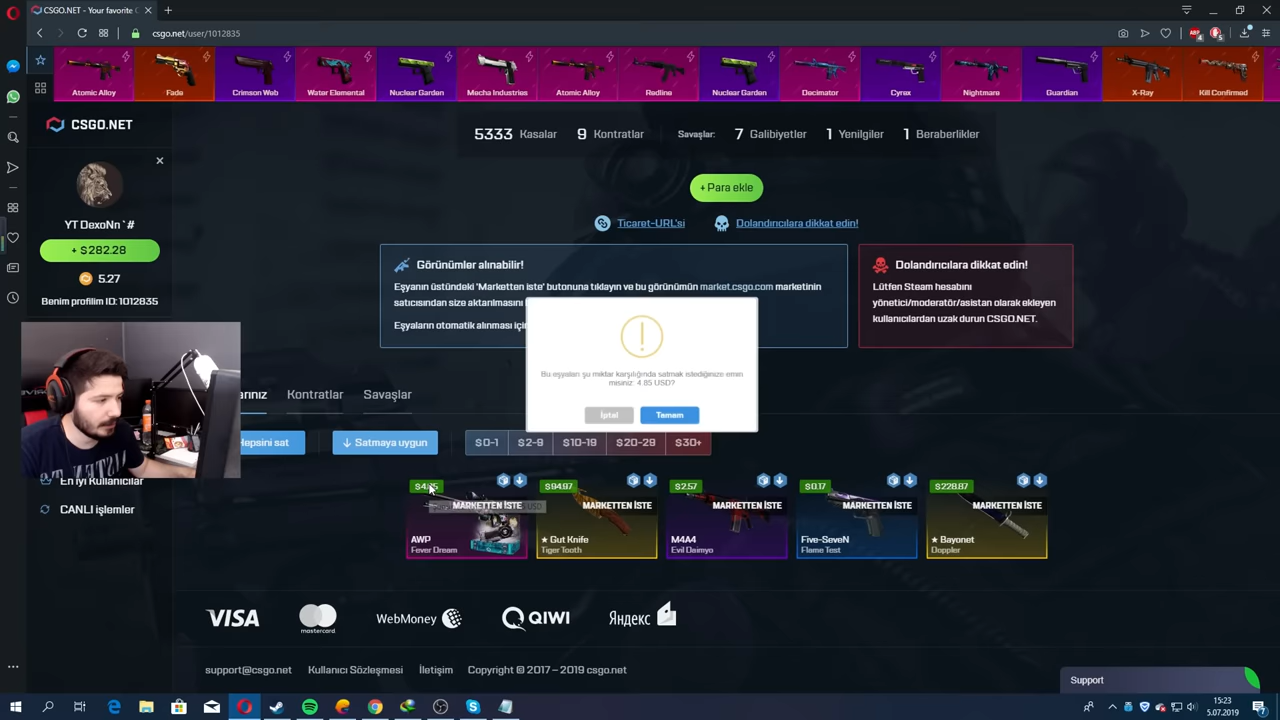 CSGO.NET - Your favorite
csgo.net/user/1012835
Atomic Alloy
Fade
Crimson Web
Water Elemental
Nuclear Garden
Mecha Industries
Atomic Alloy
Redline
Nuclear Garden
Decimator
Cyrex
Nightmare
Guardian
X-Ray
Kill Confirmed
CSGO.NET
5333 Kasalar 9 Kontratlar Savaşlar: 7 Galibiyetler 1 Yenilgiler 1 Beraberlikler
+ Para ekle
YT DexoNn`#
Ticaret-URL'si
Dolandırıcılara dikkat edin!
+ $282.28
5.27
Benim profilim ID: 1012835
Görünümler alınabilir!
Eşyanın üstündeki 'Marketten iste' butonuna tıklayın ve bu görünümün market.csgo.com marketinin
satıcısından size aktarılmasını
Eşyaların otomatik alınması için
Dolandırıcılara dikkat edin!
Lütfen Steam hesabını
yönetici/moderatör/asistan olarak ekleyen
kullanıcılardan uzak durun CSGO.NET.
Bu eşyaları şu miktar karşılığında satmak istediğinize emin
misiniz: 4.85 USD?
İptal
Tamam
Kontratlar
Savaşlar
Hepsini sat
Satmaya uygun
$0-1
$2-9
$10-19
$20-29
$30+
En iyi Kullanıcılar
CANLI işlemler
MARKETTEN İSTE
AWP
Fever Dream
$94.97
MARKETTEN İSTE
★ Gut Knife
Tiger Tooth
$2.57
MARKETTEN İSTE
M4A4
Evil Daimyo
$0.17
MARKETTEN İSTE
Five-SeveN
Flame Test
$228.87
MARKETTEN İSTE
★ Bayonet
Doppler
VISA
mastercard
WebMoney
QIWI
Яндекс
support@csgo.net
Kullanıcı Sözleşmesi
İletişim
Copyright © 2017 – 2019 csgo.net
Support
15:23
5.07.2019